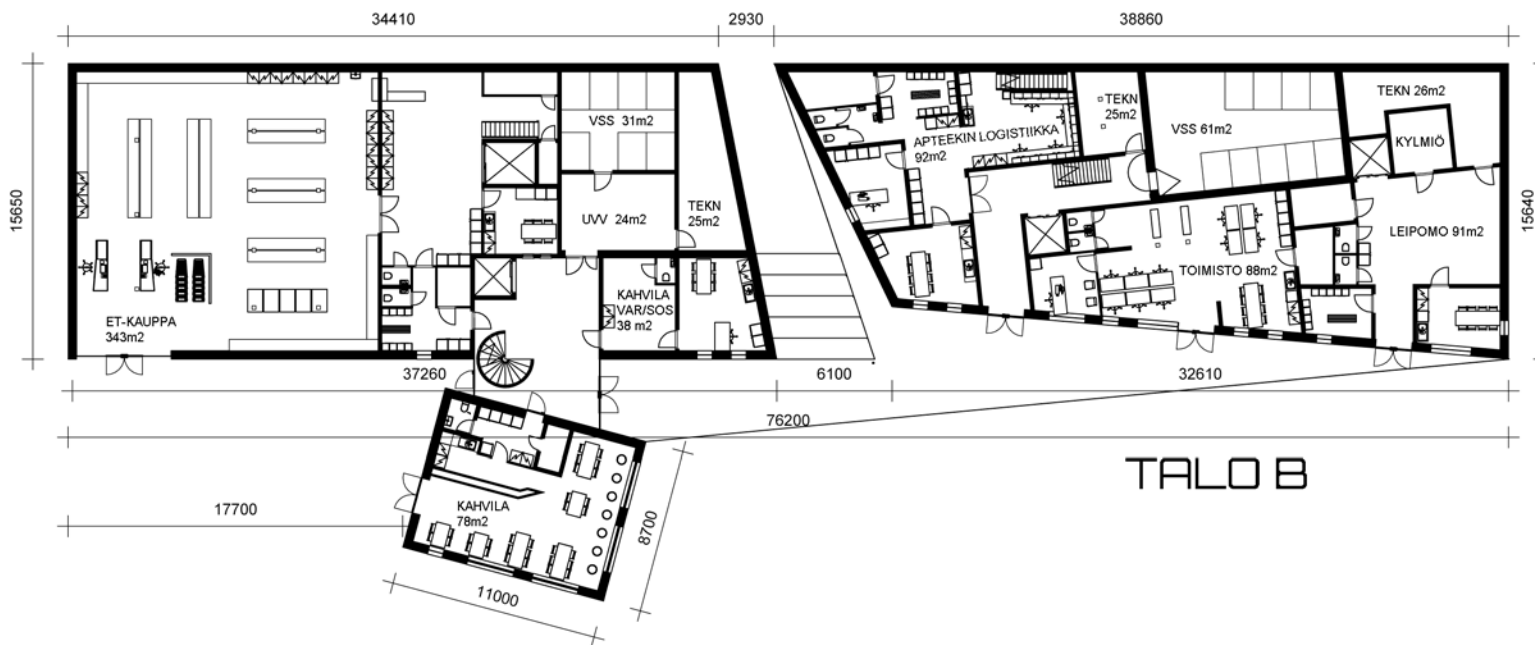 34410
2930
38860
15650
15640
VSS 31m2
UVV 24m2
TEKN
25m2
KAHVILA
VAR/SOS
38 m2
ET-KAUPPA
343m2
APTEEKIN LOGISTIIKKA
92m2
TEKN
25m2
VSS 61m2
TEKN 26m2
KYLMIÖ
LEIPOMO 91m2
TOIMISTO 88m2
37260
6100
32610
76200
TALO B
17700
KAHVILA
78m2
8700
11000